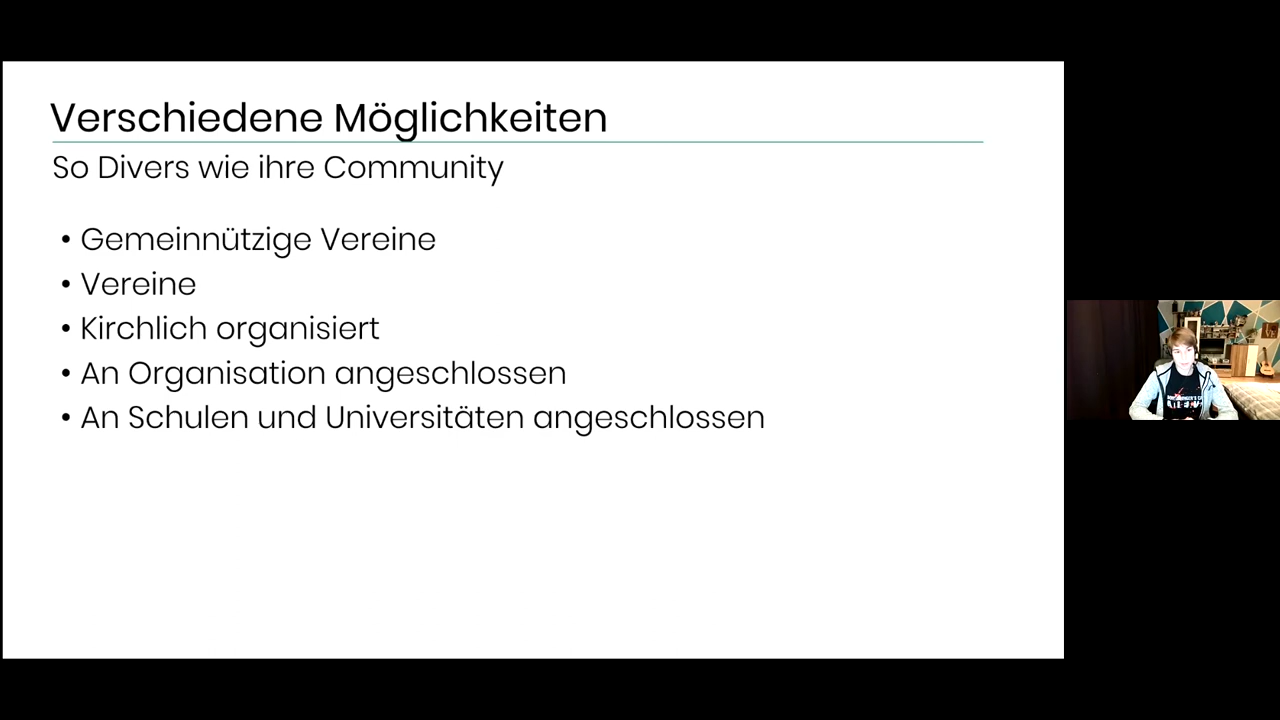 Verschiedene Möglichkeiten
So Divers wie ihre Community
• Gemeinnützige Vereine
• Vereine
• Kirchlich organisiert
• An Organisation angeschlossen
• An Schulen und Universitäten angeschlossen